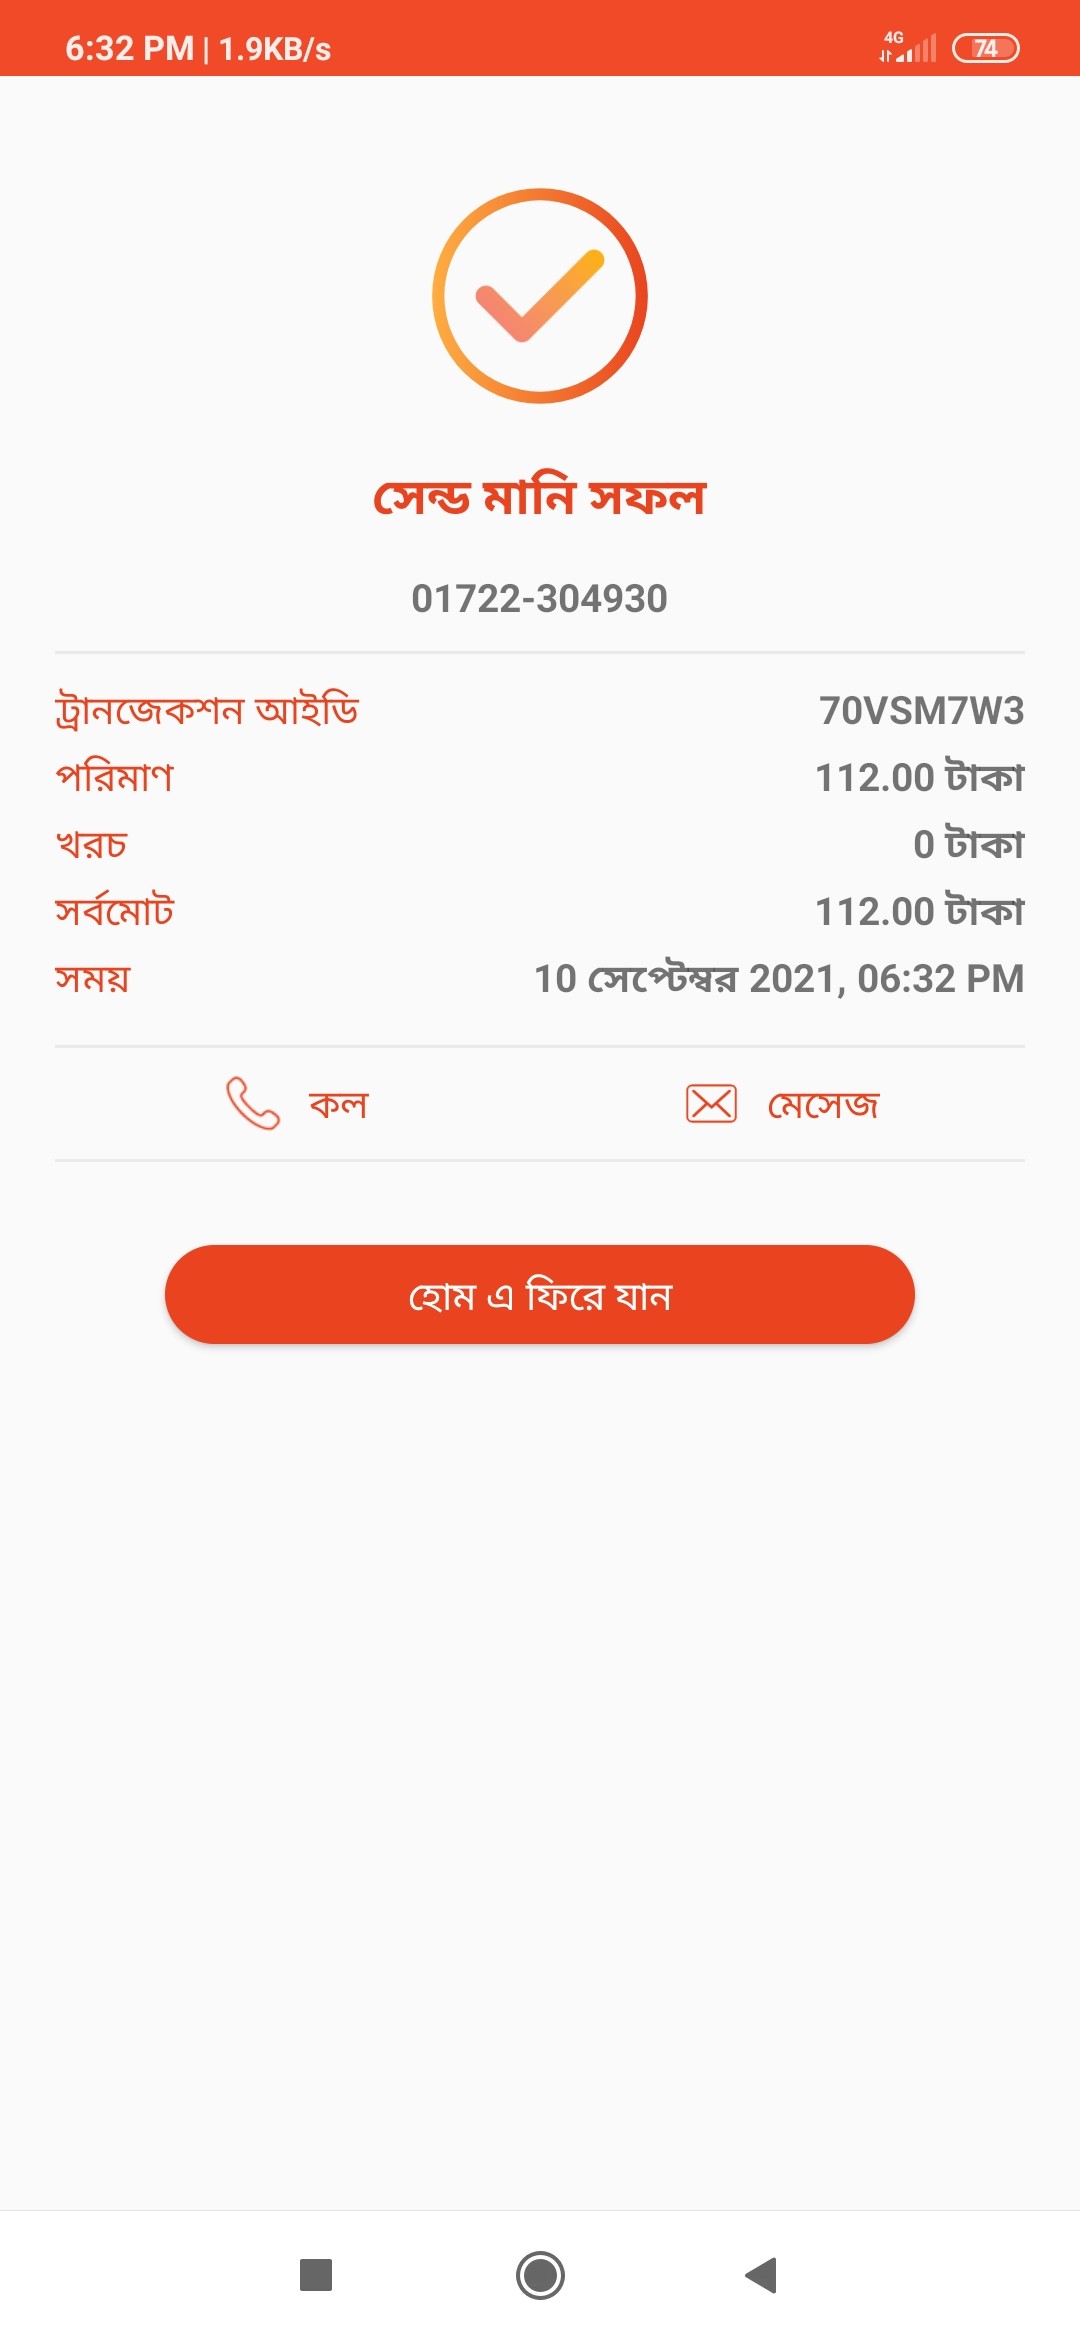 6:32 PM | 1.9KB/s 4G 74
সেন্ড মানি সফল
01722-304930
ট্রানজেকশন আইডি 70VSM7W3
পরিমাণ 112.00 টাকা
খরচ 0 টাকা
সর্বমোট 112.00 টাকা
সময় 10 সেপ্টেম্বর 2021, 06:32 PM
কল মেসেজ
হোম এ ফিরে যান